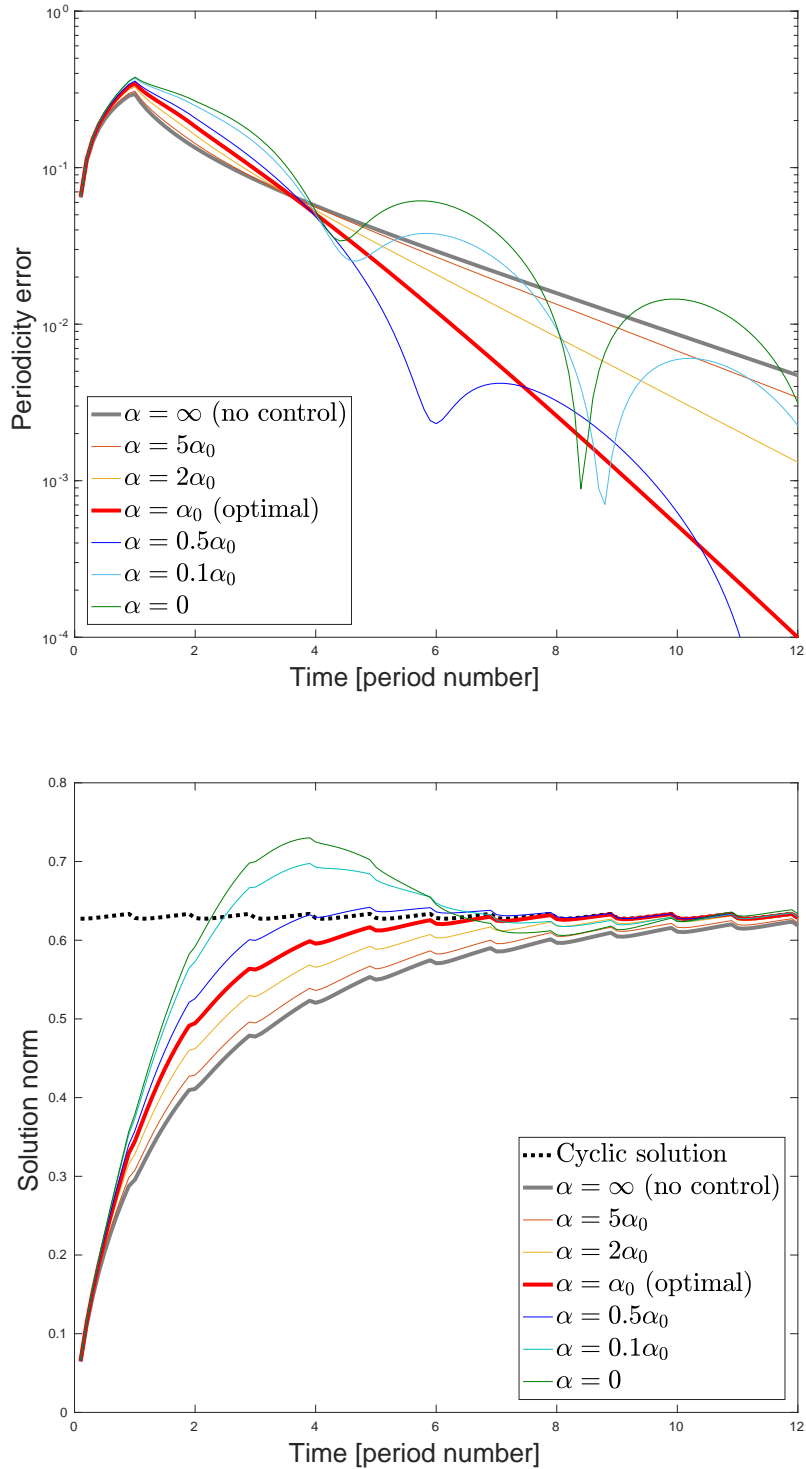 10^0
10^-1
10^-2
10^-3
10^-4
Periodicity error
α = ∞ (no control)
α = 5α₀
α = 2α₀
α = α₀ (optimal)
α = 0.5α₀
α = 0.1α₀
α = 0
0 2 4 6 8 10 12
Time [period number]
0.8
0.7
0.6
0.5
0.4
0.3
0.2
0.1
0
Solution norm
Cyclic solution
α = ∞ (no control)
α = 5α₀
α = 2α₀
α = α₀ (optimal)
α = 0.5α₀
α = 0.1α₀
α = 0
0 2 4 6 8 10 12
Time [period number]